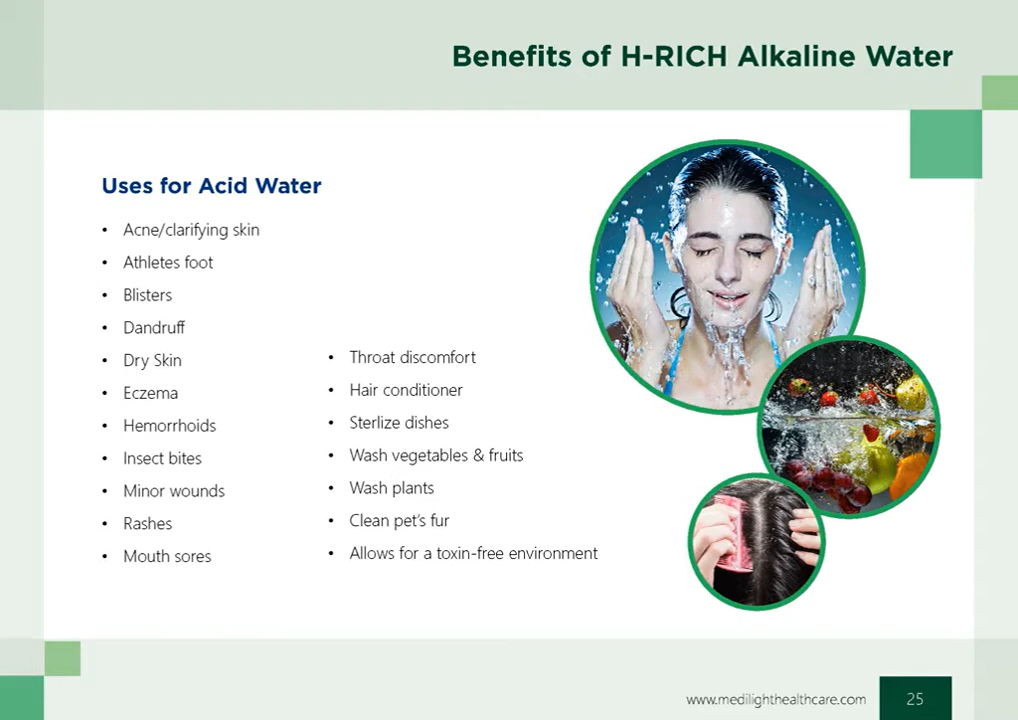 Benefits of H-RICH Alkaline Water
Uses for Acid Water
• Acne/clarifying skin
• Athletes foot
• Blisters
• Dandruff
• Dry Skin
• Eczema
• Hemorrhoids
• Insect bites
• Minor wounds
• Rashes
• Mouth sores
• Throat discomfort
• Hair conditioner
• Sterlize dishes
• Wash vegetables & fruits
• Wash plants
• Clean pet’s fur
• Allows for a toxin-free environment
www.medilighthealthcare.com
25